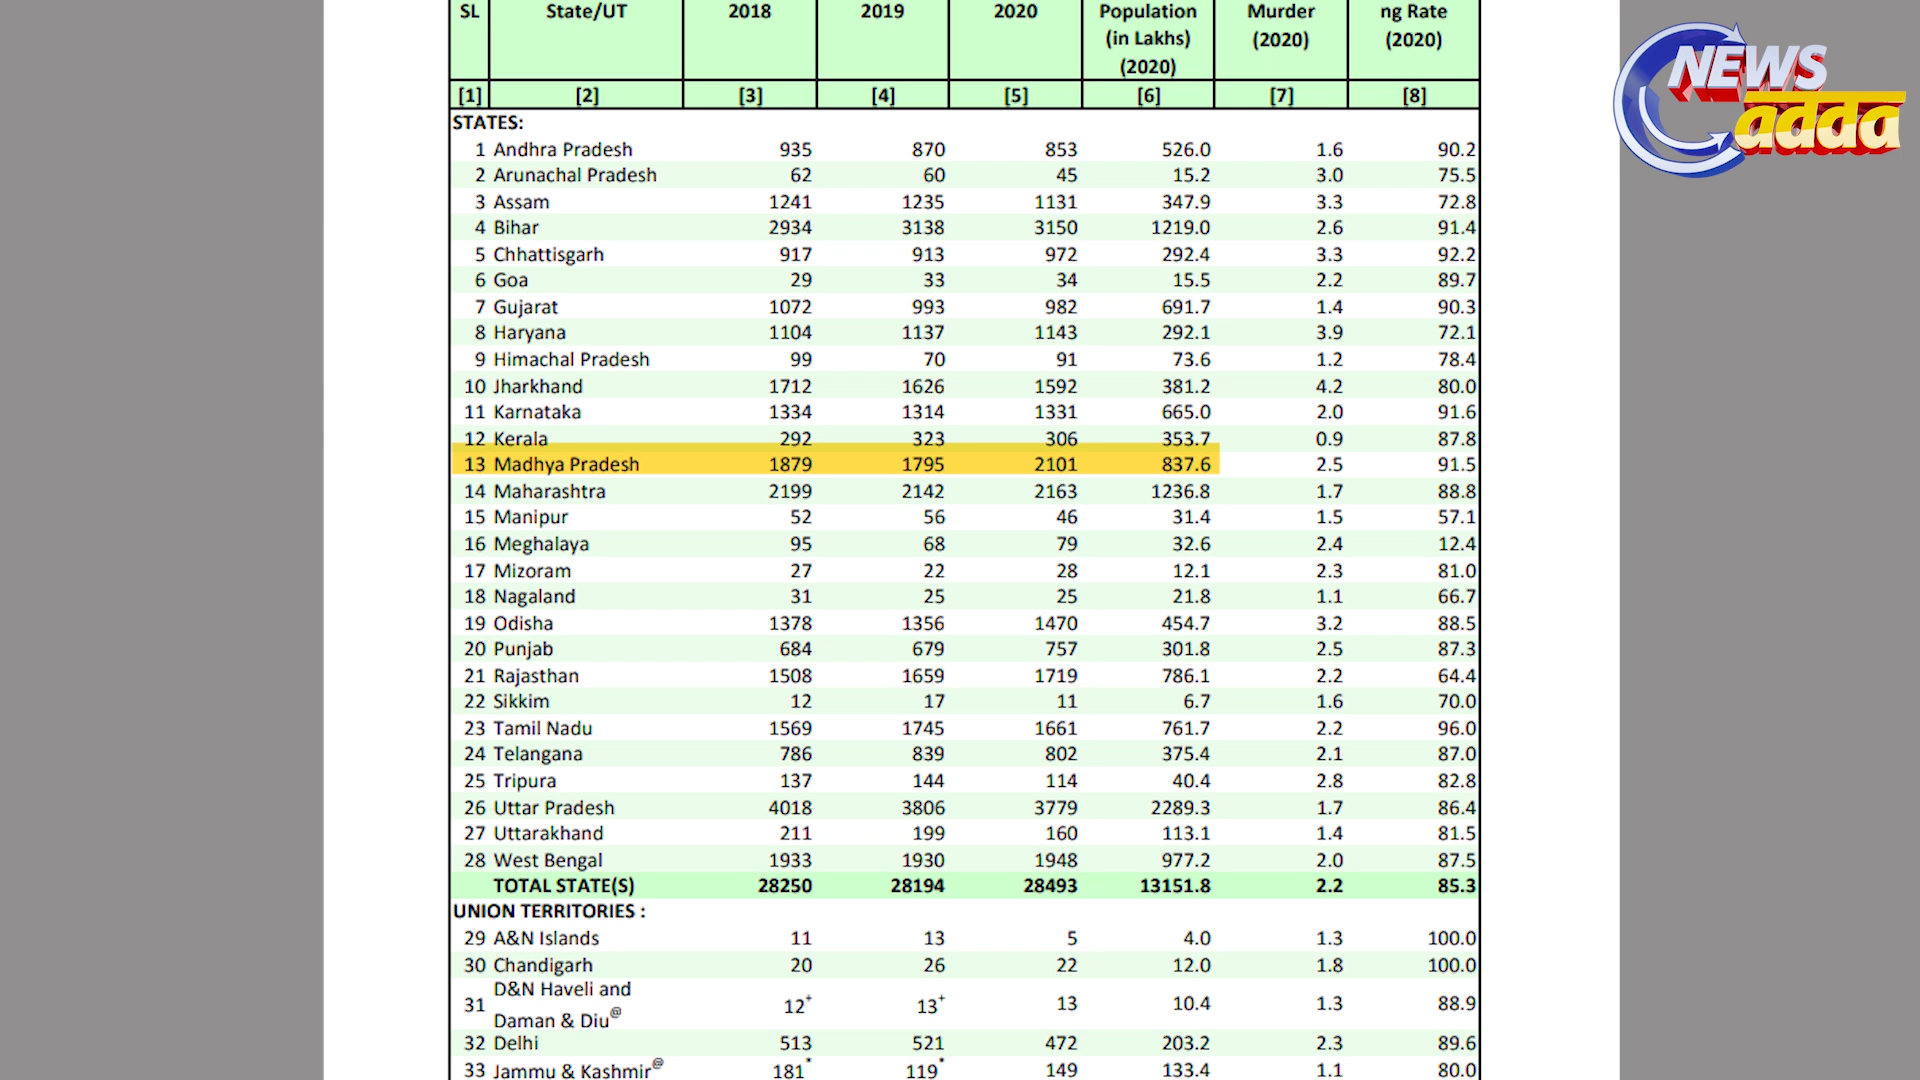 SL State/UT 2018 2019 2020 Population Murder ng Rate
(in Lakhs) (2020) (2020)
(2020)
[1] [2] [3] [4] [5] [6] [7] [8]
STATES:
1 Andhra Pradesh 935 870 853 526.0 1.6 90.2
2 Arunachal Pradesh 62 60 45 15.2 3.0 75.5
3 Assam 1241 1235 1131 347.9 3.3 72.8
4 Bihar 2934 3138 3150 1219.0 2.6 91.4
5 Chhattisgarh 917 913 972 292.4 3.3 92.2
6 Goa 29 33 34 15.5 2.2 89.7
7 Gujarat 1072 993 982 691.7 1.4 90.3
8 Haryana 1104 1137 1143 292.1 3.9 72.1
9 Himachal Pradesh 99 70 91 73.6 1.2 78.4
10 Jharkhand 1712 1626 1592 381.2 4.2 80.0
11 Karnataka 1334 1314 1331 665.0 2.0 91.6
12 Kerala 292 323 306 353.7 0.9 87.8
13 Madhya Pradesh 1879 1795 2101 837.6 2.5 91.5
14 Maharashtra 2199 2142 2163 1236.8 1.7 88.8
15 Manipur 52 56 46 31.4 1.5 57.1
16 Meghalaya 95 68 79 32.6 2.4 12.4
17 Mizoram 27 22 28 12.1 2.3 81.0
18 Nagaland 31 25 25 21.8 1.1 66.7
19 Odisha 1378 1356 1470 454.7 3.2 88.5
20 Punjab 684 679 757 301.8 2.5 87.3
21 Rajasthan 1508 1659 1719 786.1 2.2 64.4
22 Sikkim 12 17 11 6.7 1.6 70.0
23 Tamil Nadu 1569 1745 1661 761.7 2.2 96.0
24 Telangana 786 839 802 375.4 2.1 87.0
25 Tripura 137 144 114 40.4 2.8 82.8
26 Uttar Pradesh 4018 3806 3779 2289.3 1.7 86.4
27 Uttarakhand 211 199 160 113.1 1.4 81.5
28 West Bengal 1933 1930 1948 977.2 2.0 87.5
TOTAL STATE(S) 28250 28194 28493 13151.8 2.2 85.3
UNION TERRITORIES :
29 A&N Islands 11 13 5 4.0 1.3 100.0
30 Chandigarh 20 26 22 12.0 1.8 100.0
31 D&N Haveli and
Daman & Diu@ 12+ 13+ 13 10.4 1.3 88.9
32 Delhi 513 521 472 203.2 2.3 89.6
33 Jammu & Kashmir@ 181* 119* 149 133.4 1.1 80.0
NEWS
adda